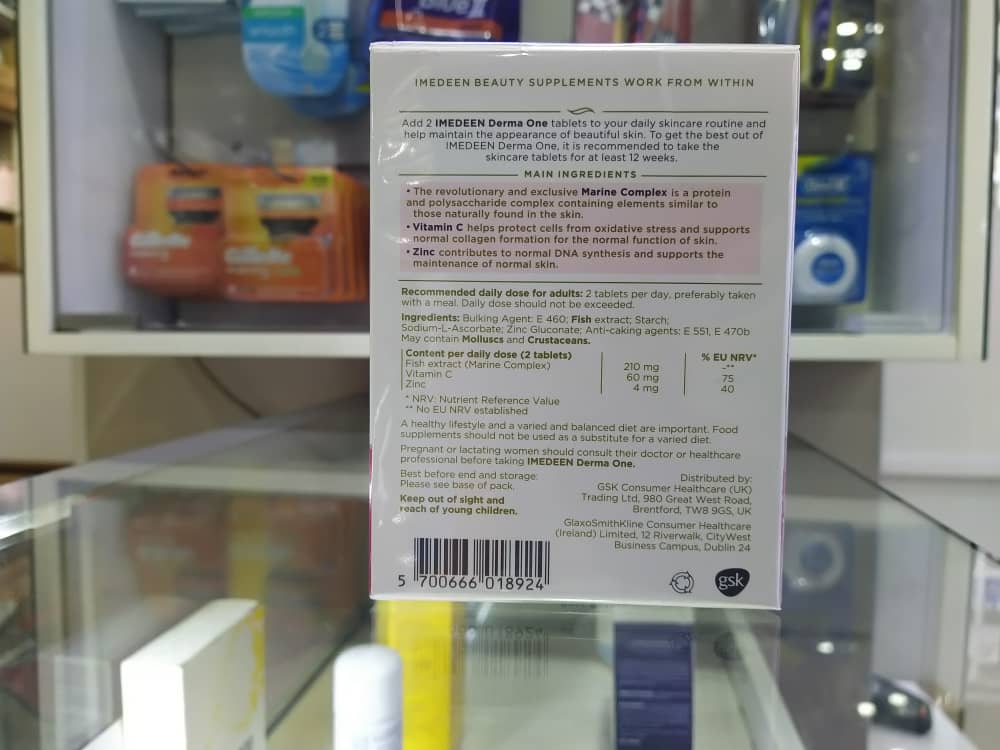 IMEDEEN BEAUTY SUPPLEMENTS WORK FROM WITHIN
Add 2 IMEDEEN Derma One tablets to your daily skincare routine and
help maintain the appearance of beautiful skin. To get the best out of
IMEDEEN Derma One, it is recommended to take the
skincare tablets for at least 12 weeks.
MAIN INGREDIENTS
• The revolutionary and exclusive Marine Complex is a protein
and polysaccharide complex containing elements similar to
those naturally found in the skin.
• Vitamin C helps protect cells from oxidative stress and supports
normal collagen formation for the normal function of skin.
• Zinc contributes to normal DNA synthesis and supports the
maintenance of normal skin.
Recommended daily dose for adults: 2 tablets per day, preferably taken
with a meal. Daily dose should not be exceeded.
Ingredients: Bulking Agent: E 460; Fish extract; Starch;
Sodium-L-Ascorbate; Zinc Gluconate; Anti-caking agents: E 551, E 470b
May contain Molluscs and Crustaceans.
Content per daily dose (2 tablets) % EU NRV*
Fish extract (Marine Complex) 210 mg -**
Vitamin C 60 mg 75
Zinc 4 mg 40
* NRV: Nutrient Reference Value
** No EU NRV established
A healthy lifestyle and a varied and balanced diet are important. Food
supplements should not be used as a substitute for a varied diet.
Pregnant or lactating women should consult their doctor or healthcare
professional before taking IMEDEEN Derma One.
Best before end and storage:
Please see base of pack.
Keep out of sight and
reach of young children.
Distributed by:
GSK Consumer Healthcare (UK)
Trading Ltd, 980 Great West Road,
Brentford, TW8 9GS, UK
GlaxoSmithKline Consumer Healthcare
(Ireland) Limited, 12 Riverwalk, CityWest
Business Campus, Dublin 24
5 700666 018924
gsk
Gillette
Gillette